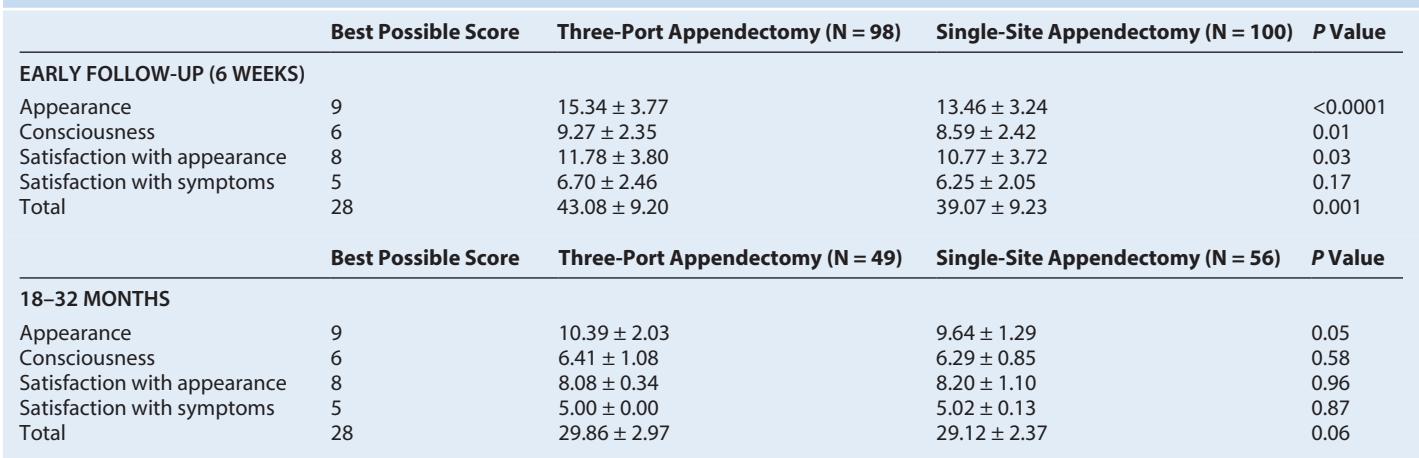 Best Possible Score Three-Port Appendectomy (N = 98) Single-Site Appendectomy (N = 100) P Value
EARLY FOLLOW-UP (6 WEEKS)
Appearance 9 15.34 ± 3.77 13.46 ± 3.24 <0.0001
Consciousness 6 9.27 ± 2.35 8.59 ± 2.42 0.01
Satisfaction with appearance 8 11.78 ± 3.80 10.77 ± 3.72 0.03
Satisfaction with symptoms 5 6.70 ± 2.46 6.25 ± 2.05 0.17
Total 28 43.08 ± 9.20 39.07 ± 9.23 0.001
Best Possible Score Three-Port Appendectomy (N = 49) Single-Site Appendectomy (N = 56) P Value
18–32 MONTHS
Appearance 9 10.39 ± 2.03 9.64 ± 1.29 0.05
Consciousness 6 6.41 ± 1.08 6.29 ± 0.85 0.58
Satisfaction with appearance 8 8.08 ± 0.34 8.20 ± 1.10 0.96
Satisfaction with symptoms 5 5.00 ± 0.00 5.02 ± 0.13 0.87
Total 28 29.86 ± 2.97 29.12 ± 2.37 0.06